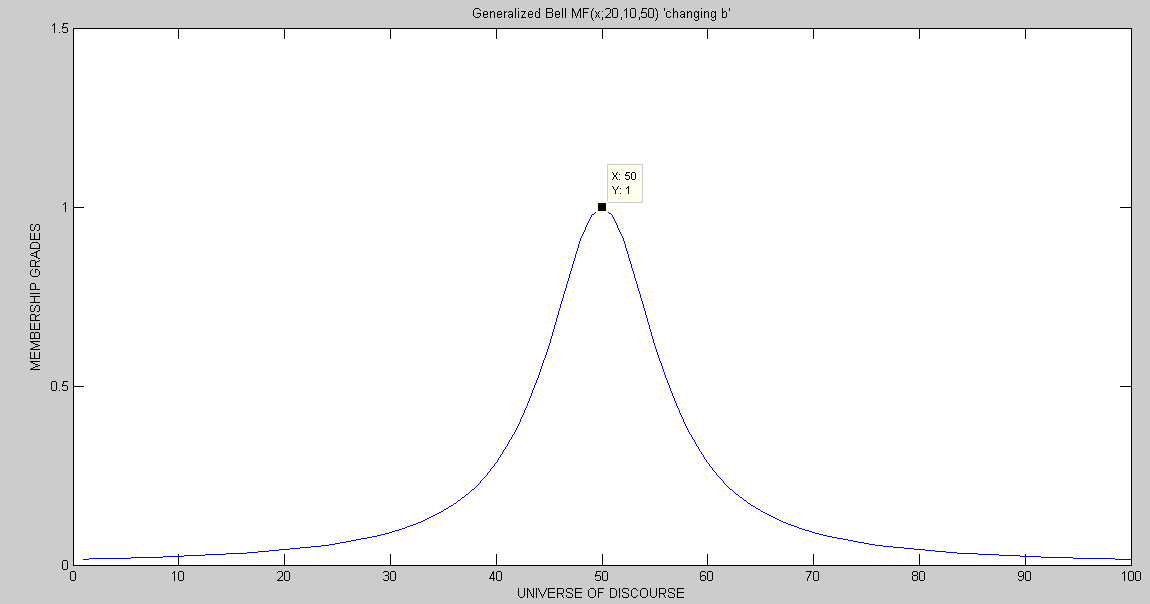 Generalized Bell MF(x;20,10,50) 'changing b'
1.5
1
0.5
0
MEMBERSHIP GRADES
X: 50
Y: 1
0 10 20 30 40 50 60 70 80 90 100
UNIVERSE OF DISCOURSE